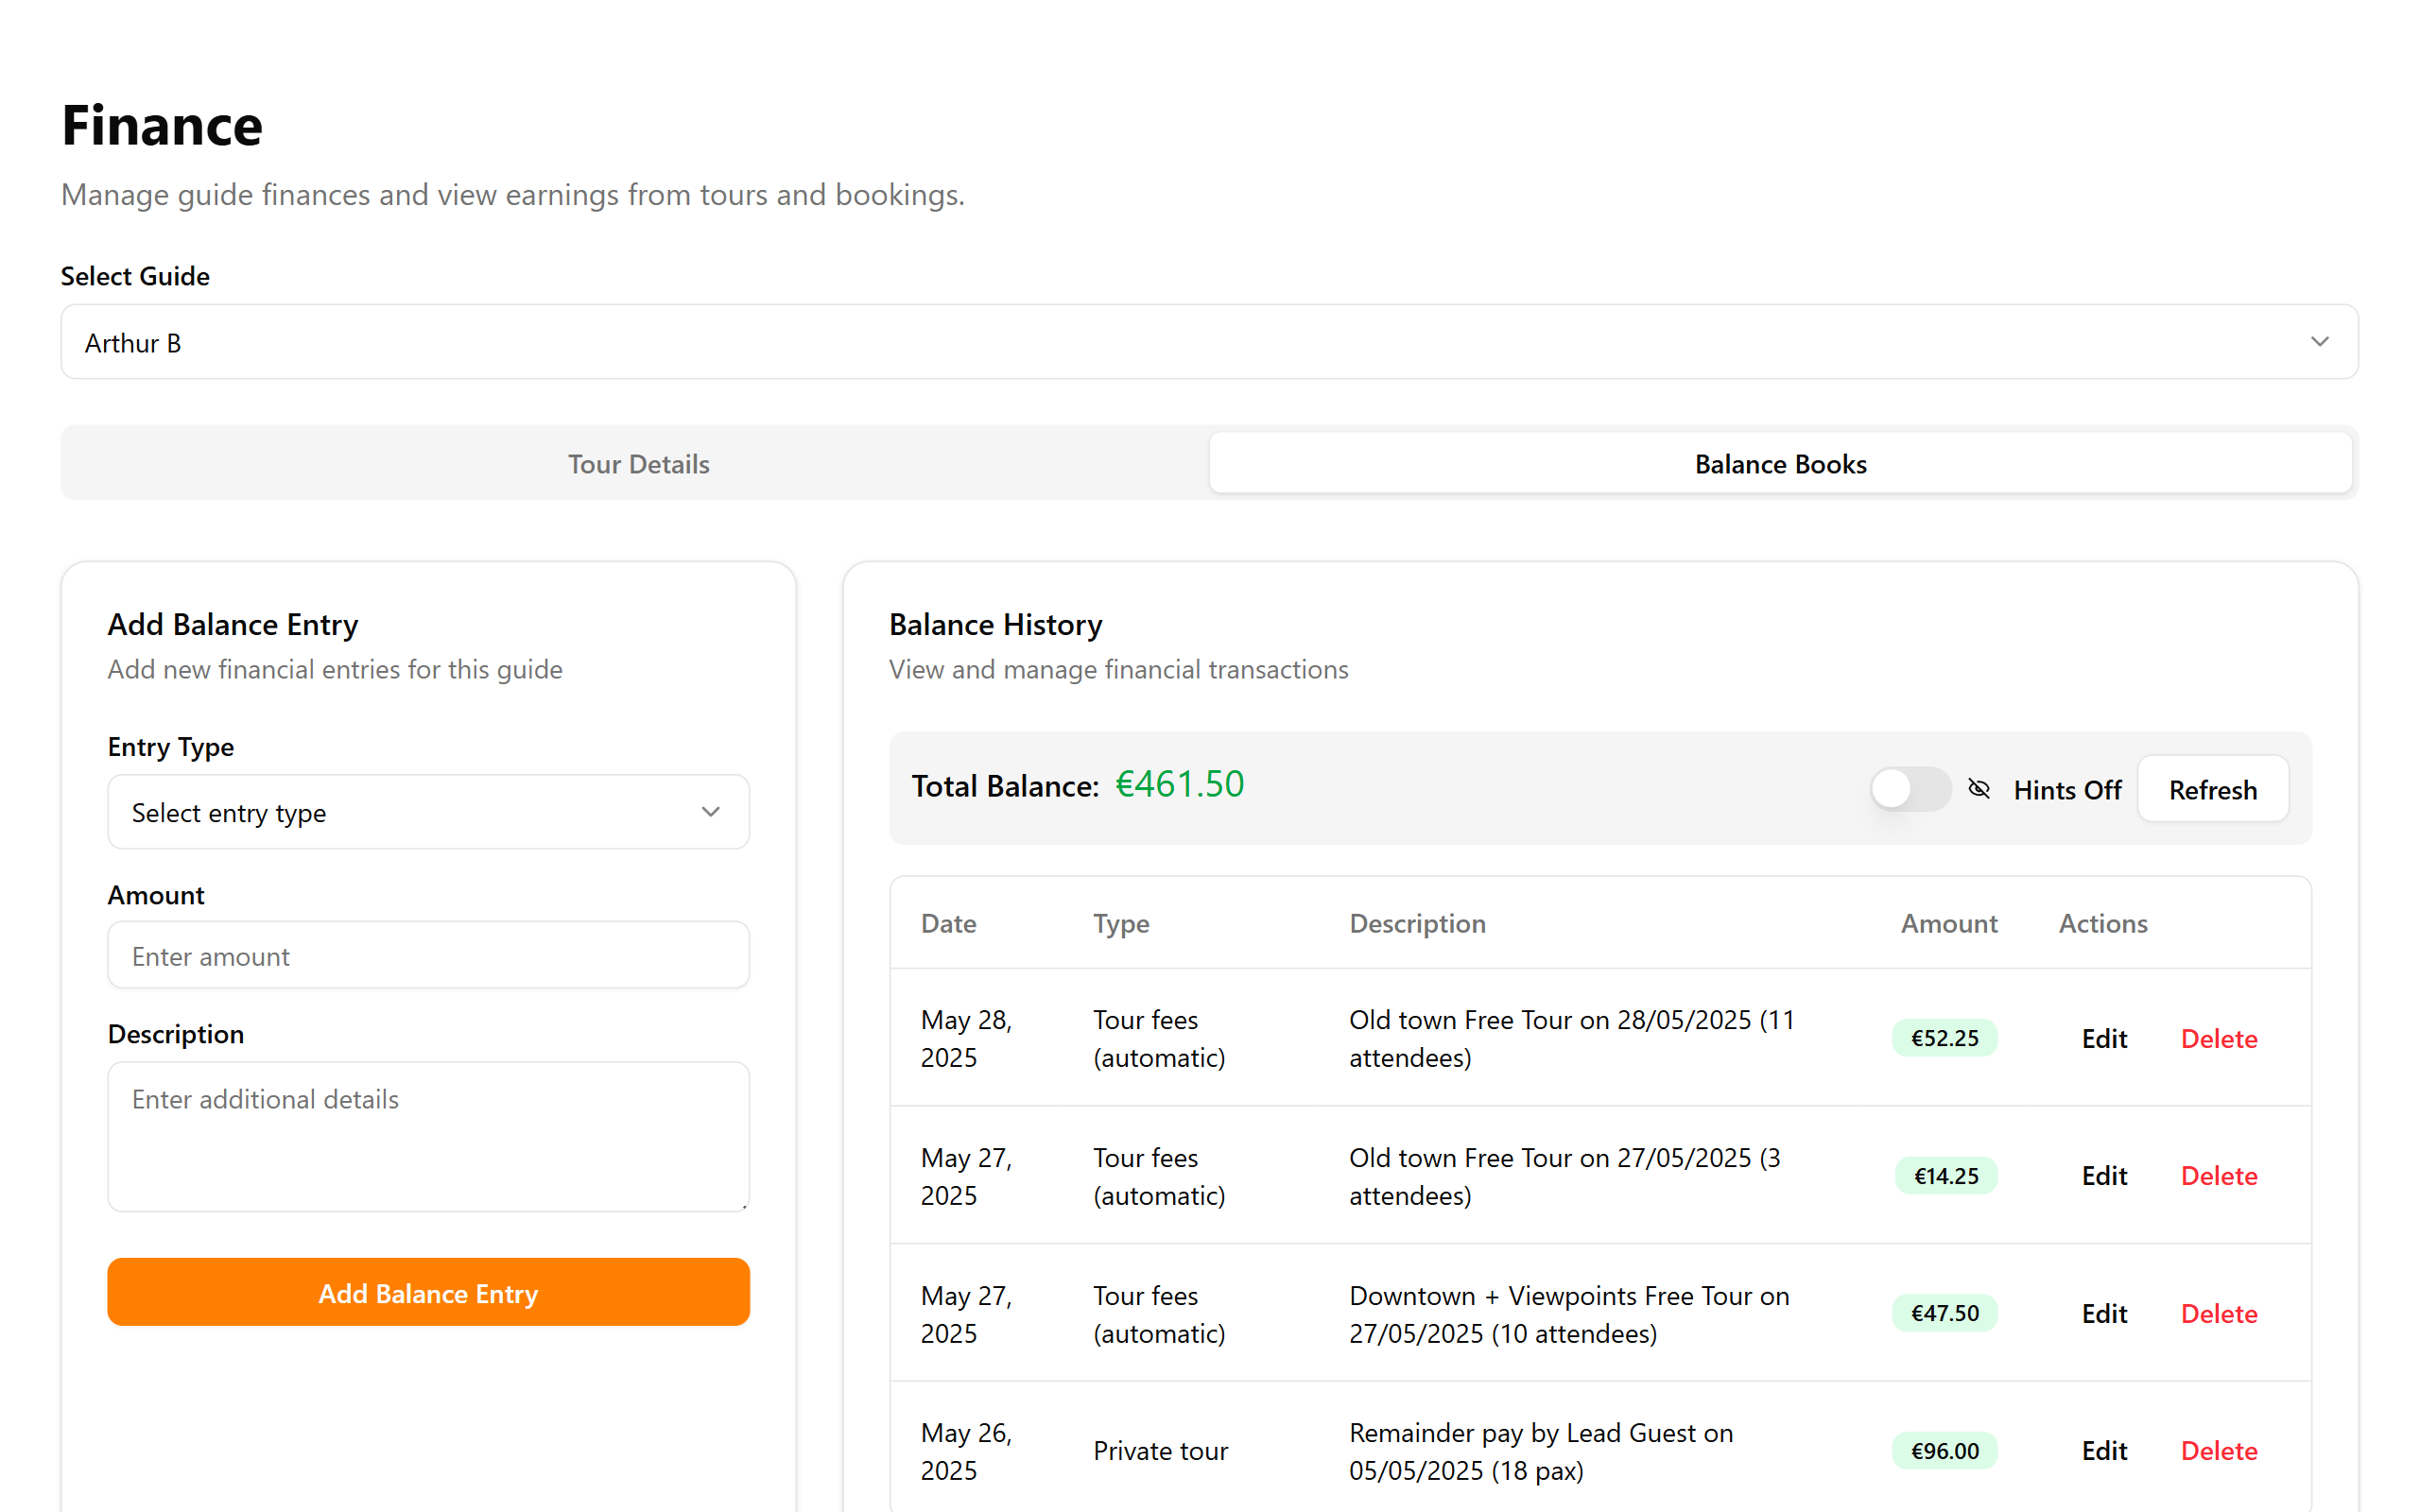 Finance
Manage guide finances and view earnings from tours and bookings.
Select Guide
Arthur B
Tour Details
Balance Books
Add Balance Entry
Add new financial entries for this guide
Entry Type
Select entry type
Amount
Enter amount
Description
Enter additional details
Add Balance Entry
Balance History
View and manage financial transactions
Total Balance: €461.50
Hints Off
Refresh
Date Type Description Amount Actions
May 28, 2025
Tour fees (automatic)
Old town Free Tour on 28/05/2025 (11
attendees)
€52.25
Edit Delete
May 27, 2025
Tour fees (automatic)
Old town Free Tour on 27/05/2025 (3
attendees)
€14.25
Edit Delete
May 27, 2025
Tour fees (automatic)
Downtown + Viewpoints Free Tour on
27/05/2025 (10 attendees)
€47.50
Edit Delete
May 26, 2025
Private tour
Remainder pay by Lead Guest on
05/05/2025 (18 pax)
€96.00
Edit Delete